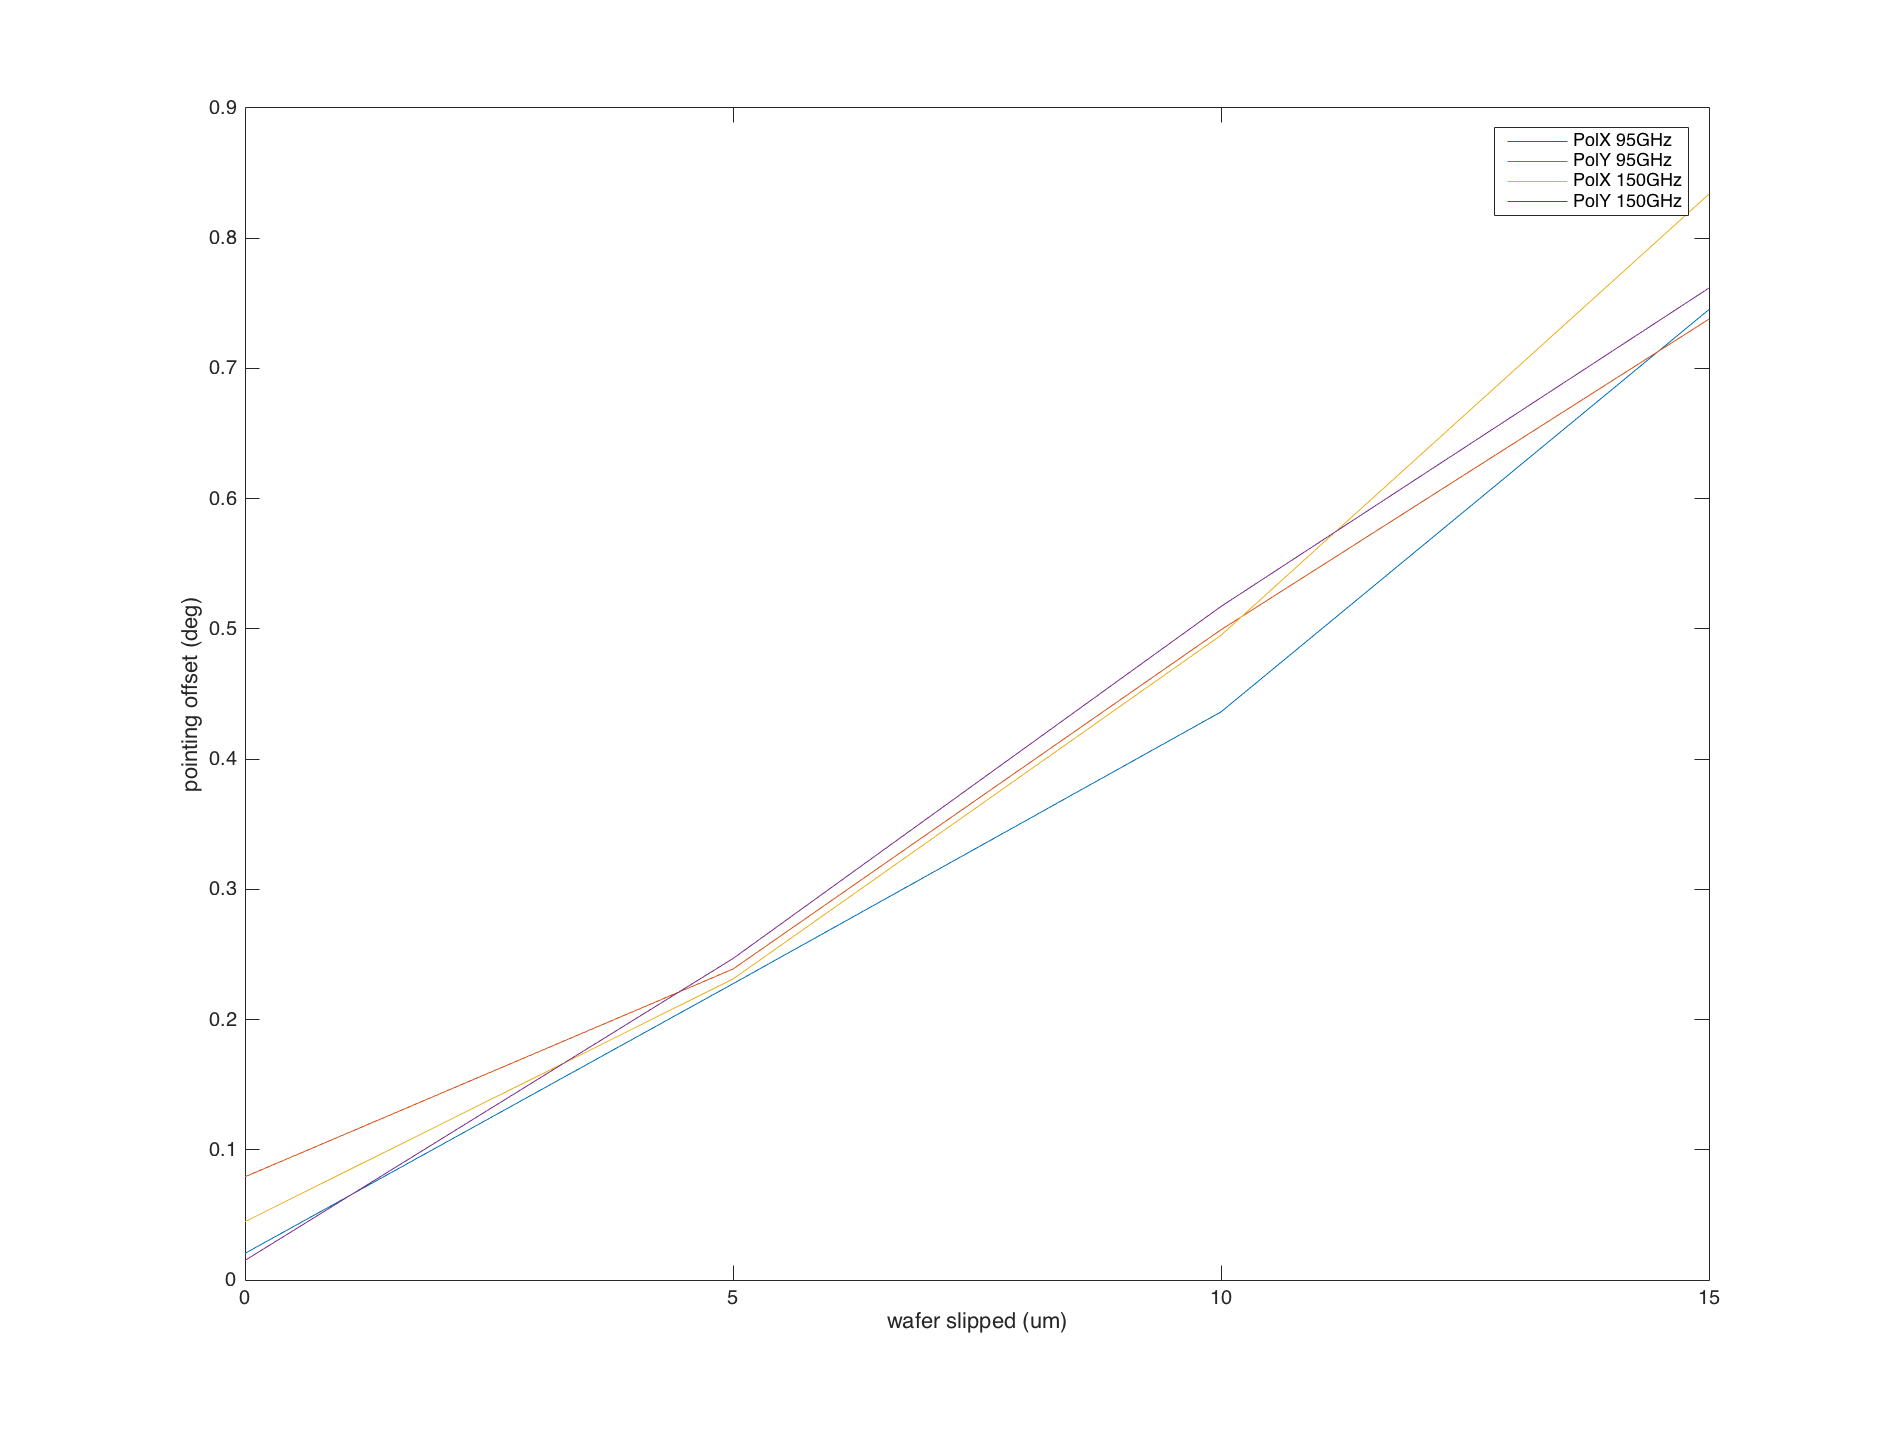 0.9
0.8
0.7
0.6
0.5
0.4
0.3
0.2
0.1
0
pointing offset (deg)
PolX 95GHz
PolY 95GHz
PolX 150GHz
PolY 150GHz
0 5 10 15
wafer slipped (um)